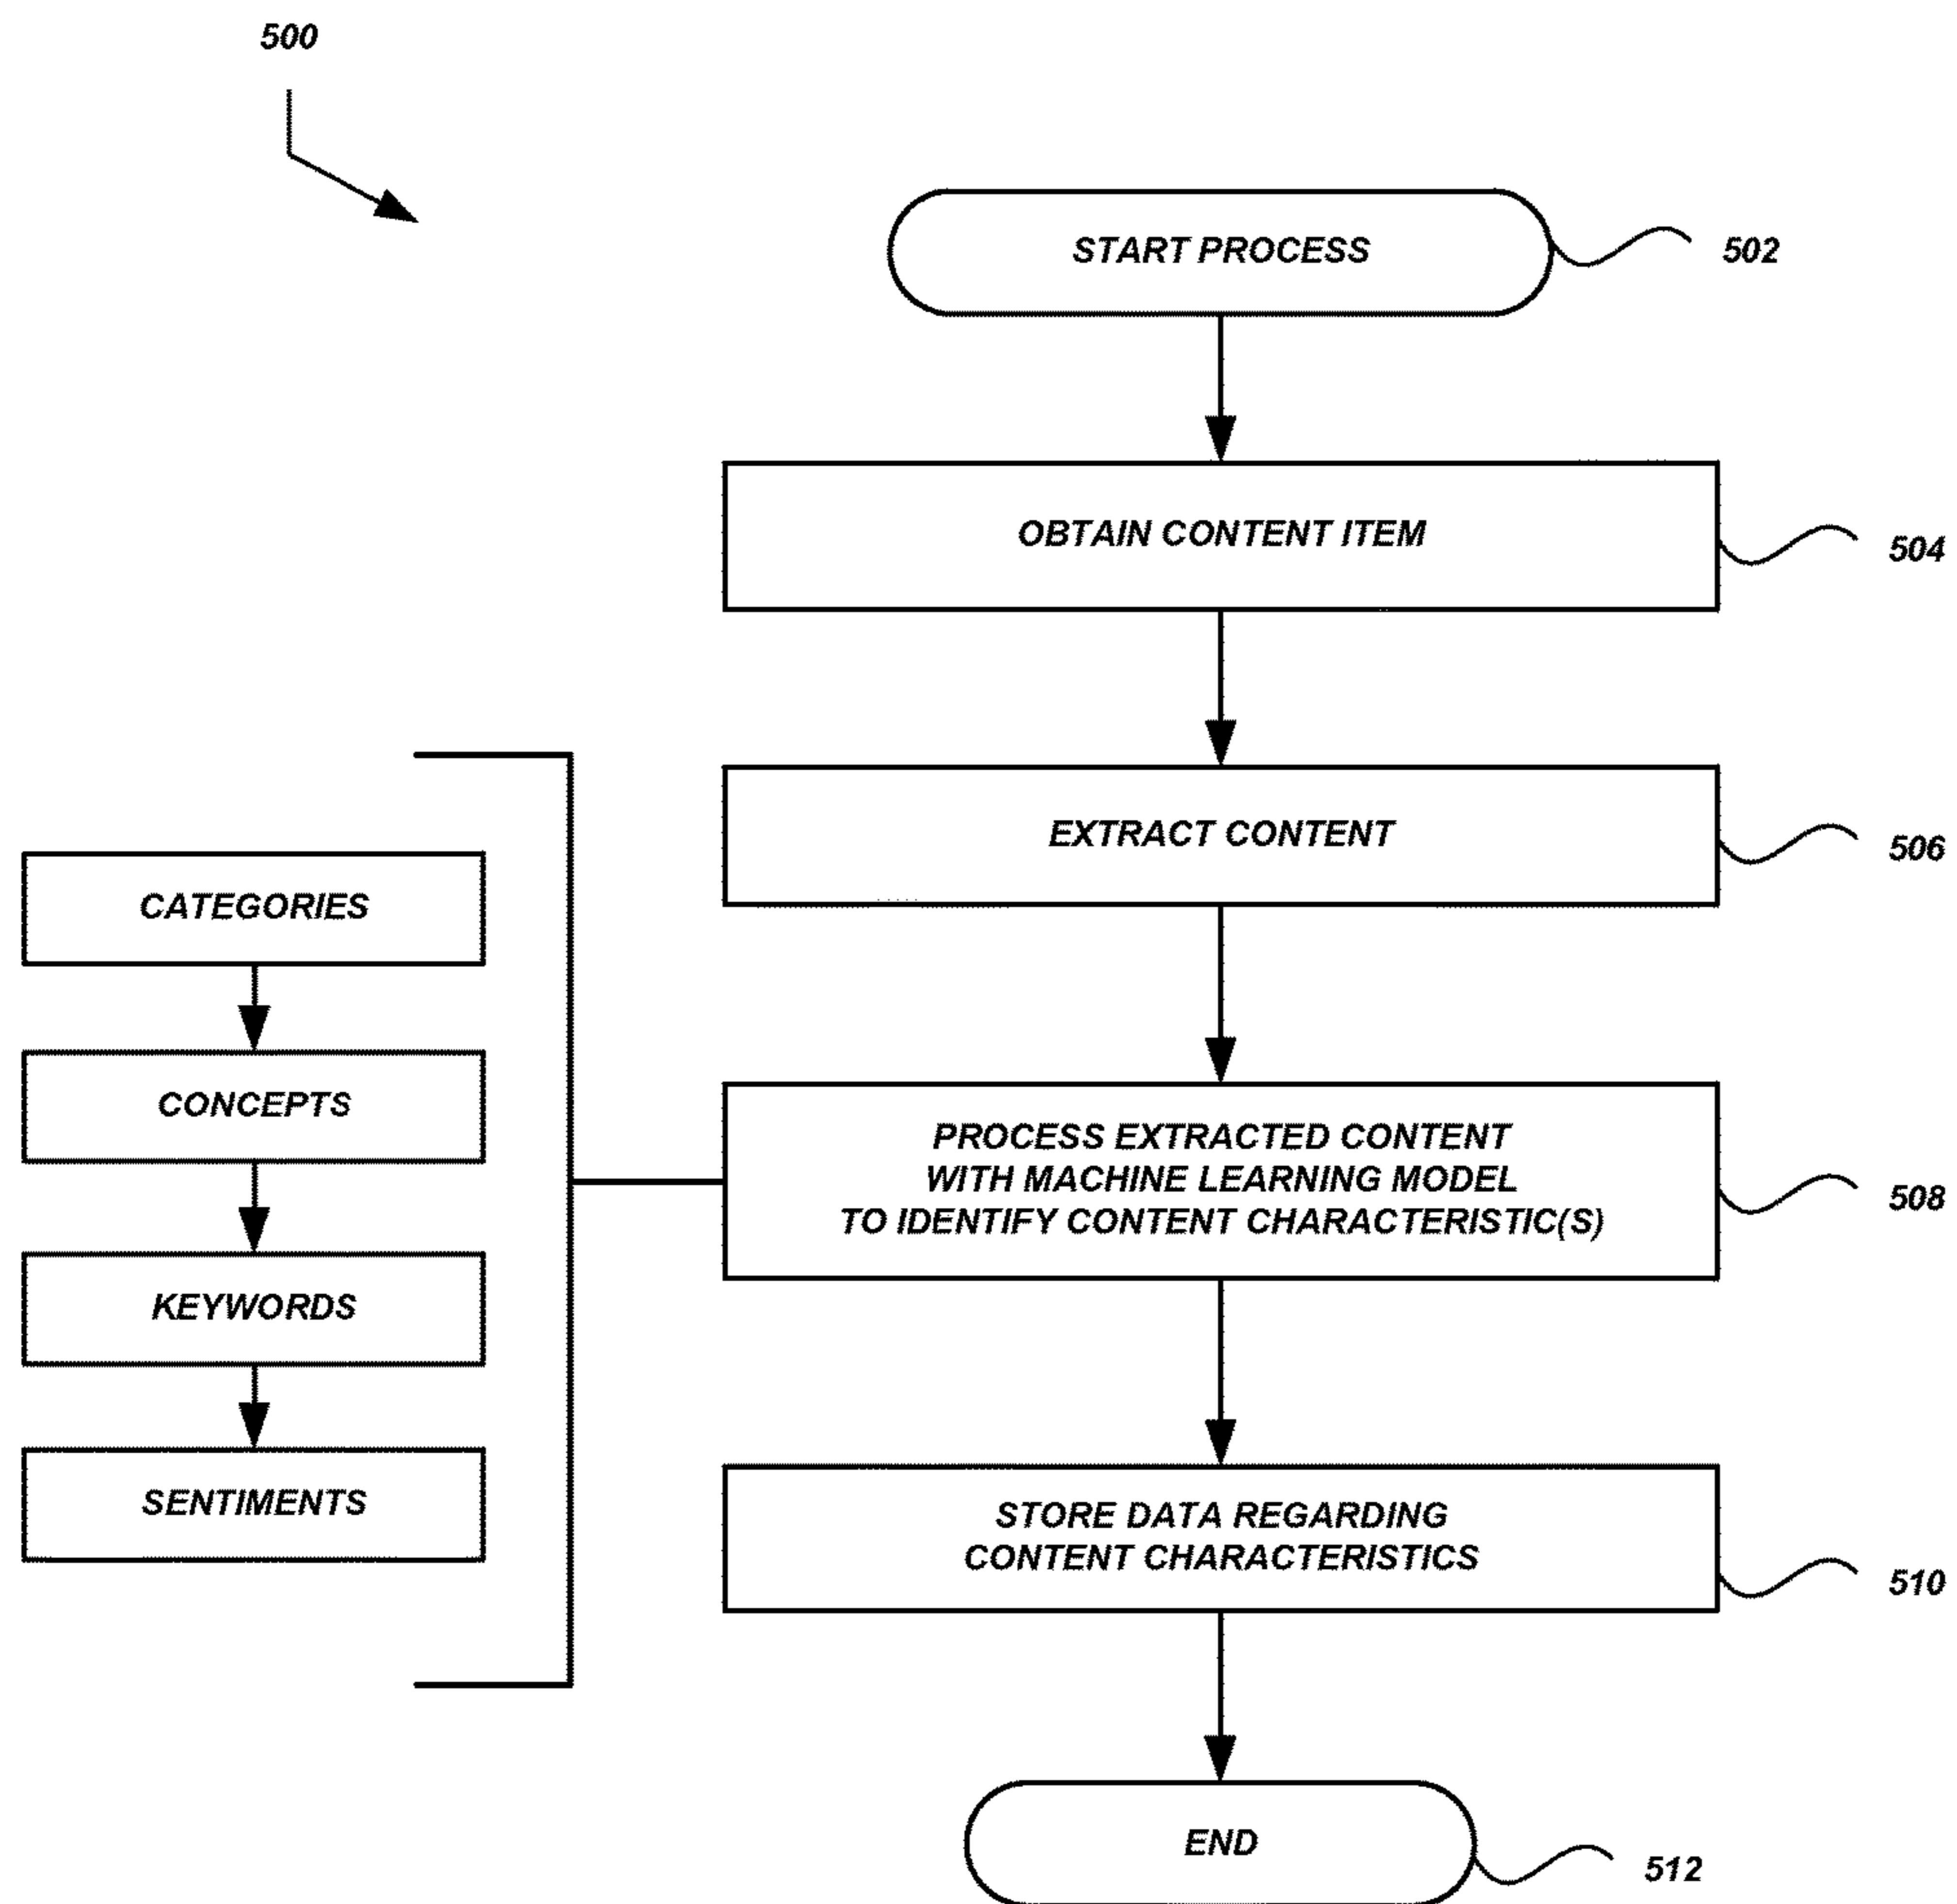 500
START PROCESS
502
OBTAIN CONTENT ITEM
504
EXTRACT CONTENT
506
CATEGORIES
CONCEPTS
KEYWORDS
SENTIMENTS
PROCESS EXTRACTED CONTENT
WITH MACHINE LEARNING MODEL
TO IDENTIFY CONTENT CHARACTERISTIC(S)
508
STORE DATA REGARDING
CONTENT CHARACTERISTICS
510
END
512